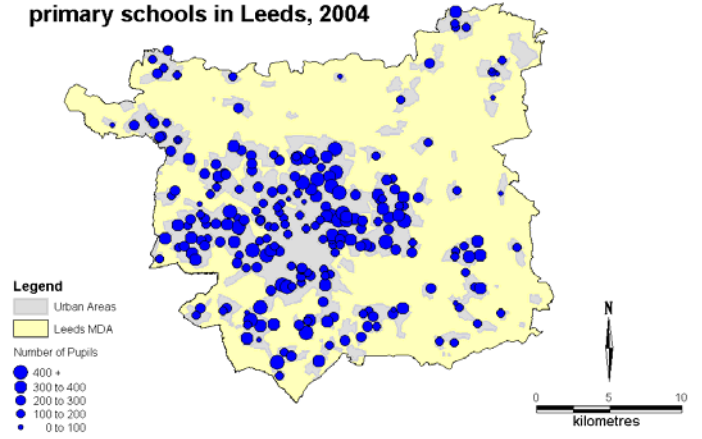 primary schools in Leeds, 2004
Legend
Urban Areas
Leeds MDA
Number of Pupils
400 +
300 to 400
200 to 300
100 to 200
0 to 100
N
0 5 10
kilometres